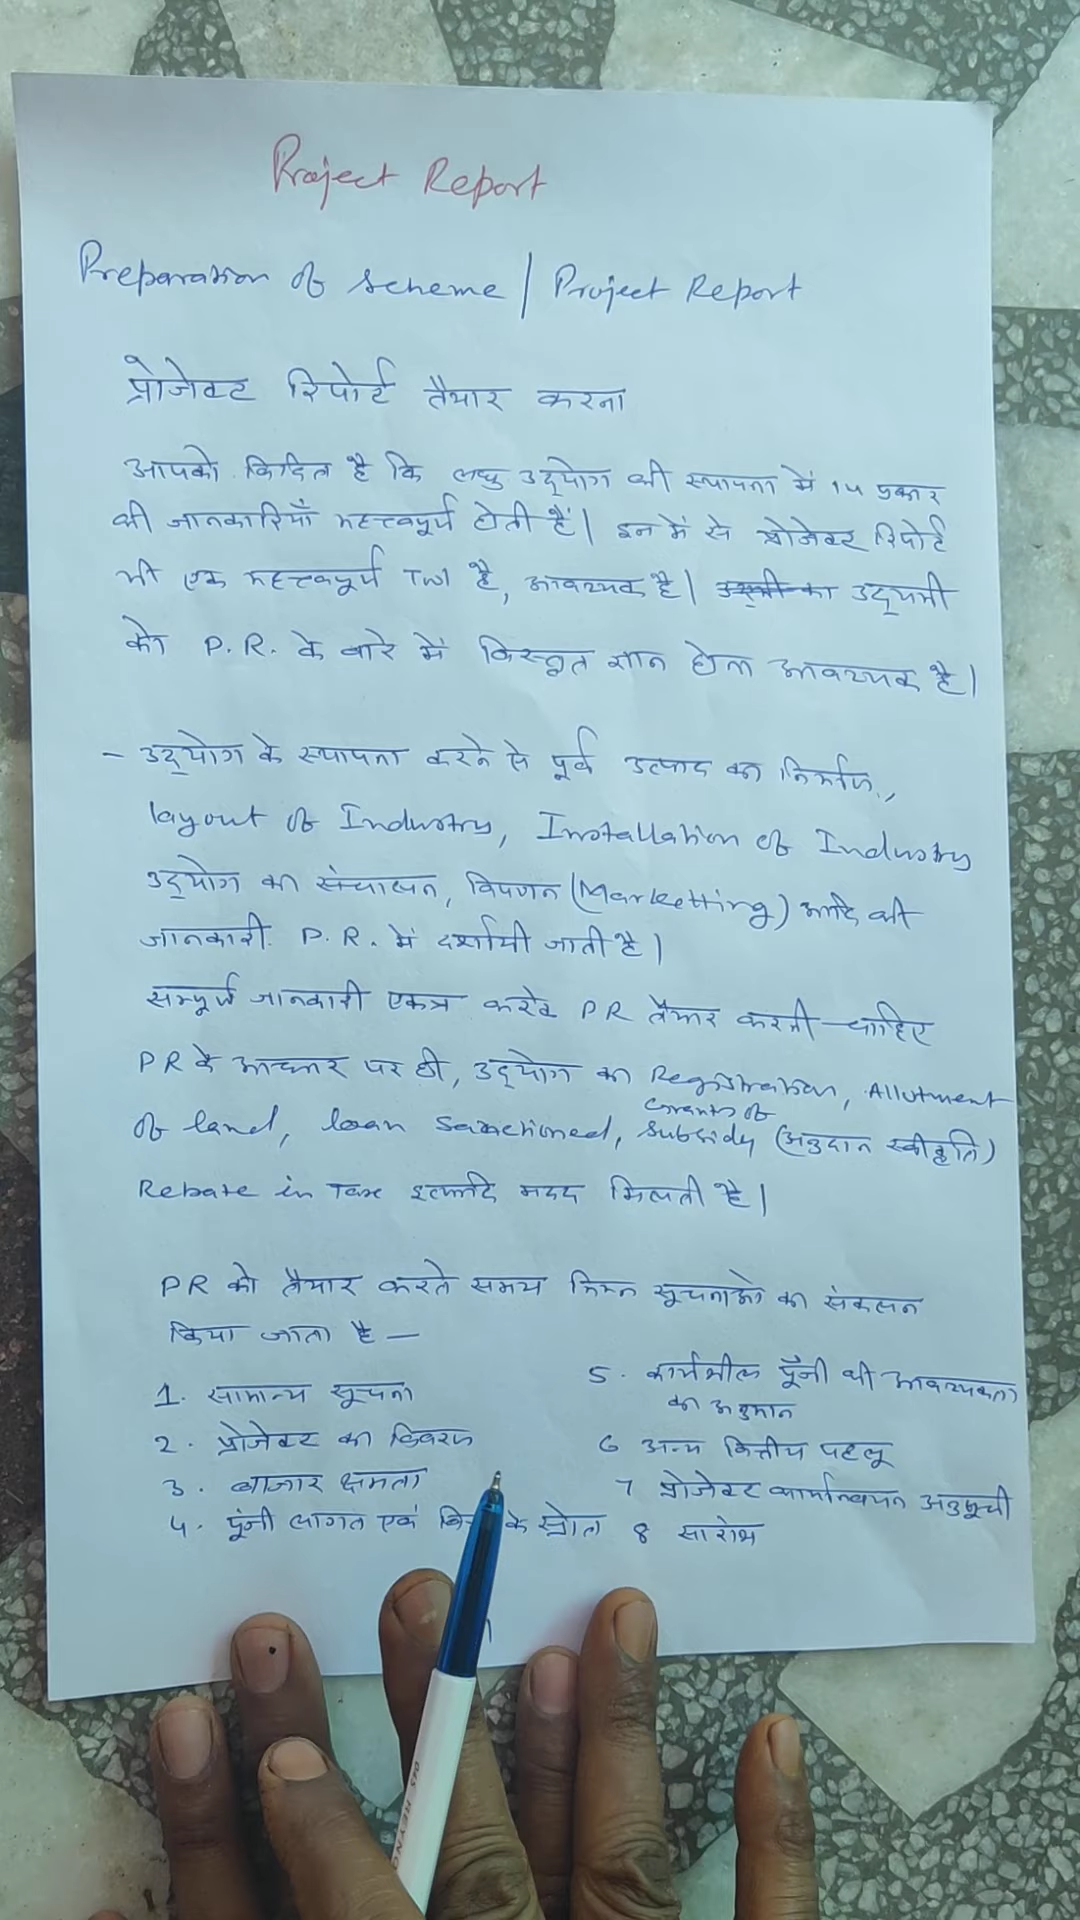 Project Report
Preparation of scheme | Project Report
प्रोजेक्ट रिपोर्ट तैयार करना
आपको विदित है कि लघु उद्योग की स्थापना में 14 प्रकार
की जानकारियाँ महत्त्वपूर्ण होती हैं। इन में से प्रोजेक्ट रिपोर्ट
भी एक महत्त्वपूर्ण है, आवश्यक है। उद्यमी
को P.R. के बारे में विस्तृत ज्ञान होना आवश्यक है।
- उद्योग के स्थापना करने से पूर्व उत्पाद का निर्माण,
layout of Industry, Installation of Industry
उद्योग का संचालन, विपणन (Marketting) आदि की
जानकारी P.R. में दर्शायी जाती है।
सम्पूर्ण जानकारी एकत्र करके PR तैयार करनी चाहिए
PR के आधार पर ही, उद्योग का Registration, Allutment
of land, loan sanctioned, Grants of Subsidy (अनुदान स्वीकृति)
Rebate in Tax इत्यादि मदद मिलती है।
PR को तैयार करते समय निम्न सूचनाओं का संकलन
किया जाता है —
1. सामान्य सूचना
2. प्रोजेक्ट का विवरण
3. बाजार क्षमता
4. पूंजी लागत एवं के स्त्रोत
5. कार्यशील पूँजी की आवश्यकता
का अनुमान
6 अन्य वित्तीय पहलू
7 प्रोजेक्ट कार्यान्वयन अनुसूची
8 सारांश